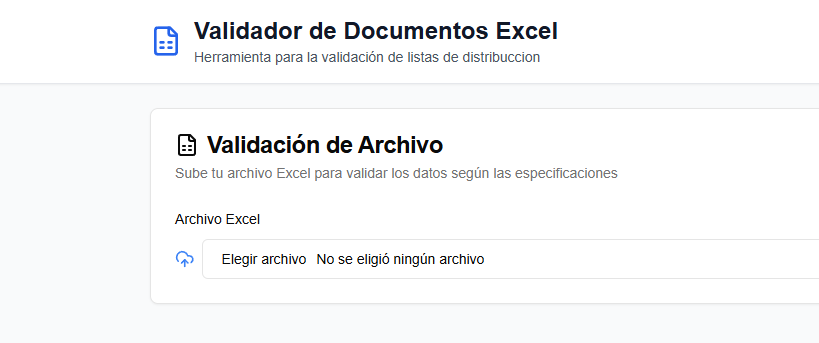 Validador de Documentos Excel
Herramienta para la validación de listas de distribuccion
Validación de Archivo
Sube tu archivo Excel para validar los datos según las especificaciones
Archivo Excel
Elegir archivo No se eligió ningún archivo